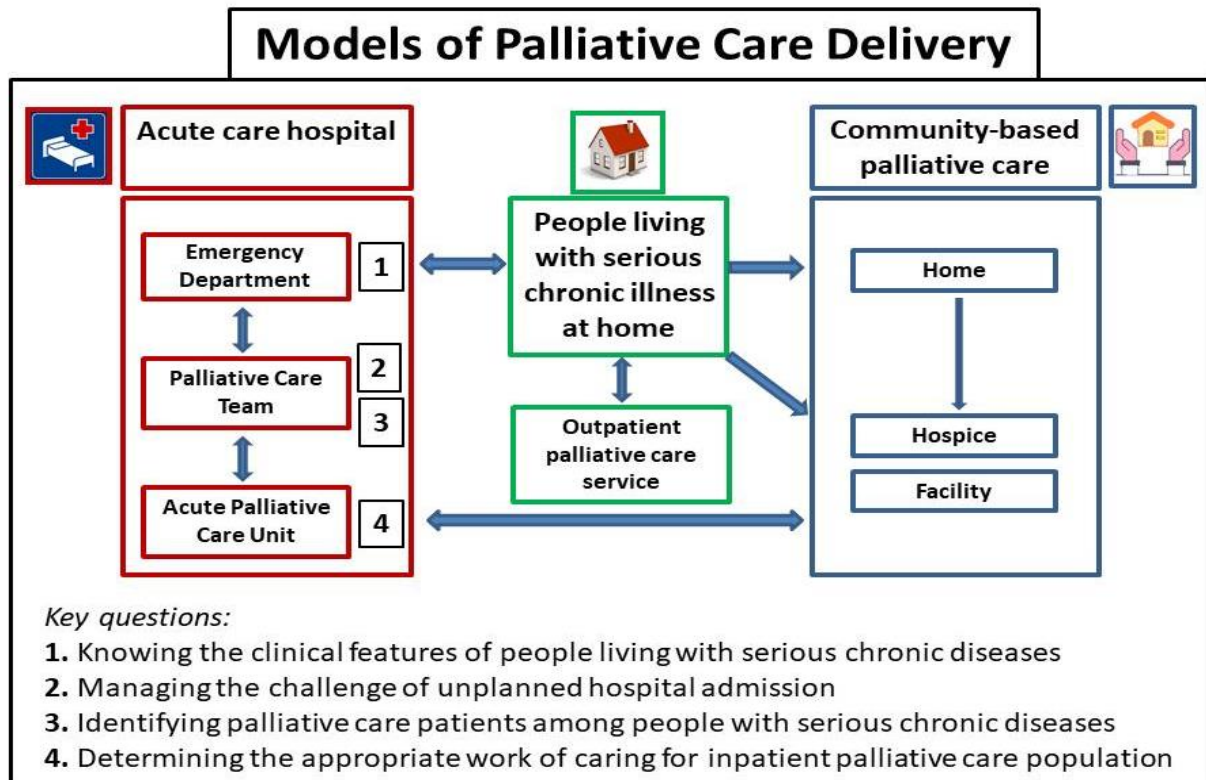 Models of Palliative Care Delivery
Acute care hospital
Emergency
Department
1
Palliative Care
Team
2
3
Acute Palliative
Care Unit
4
People living
with serious
chronic illness
at home
Outpatient
palliative care
service
Community-based
palliative care
Home
Hospice
Facility
Key questions:
1. Knowing the clinical features of people living with serious chronic diseases
2. Managing the challenge of unplanned hospital admission
3. Identifying palliative care patients among people with serious chronic diseases
4. Determining the appropriate work of caring for inpatient palliative care population